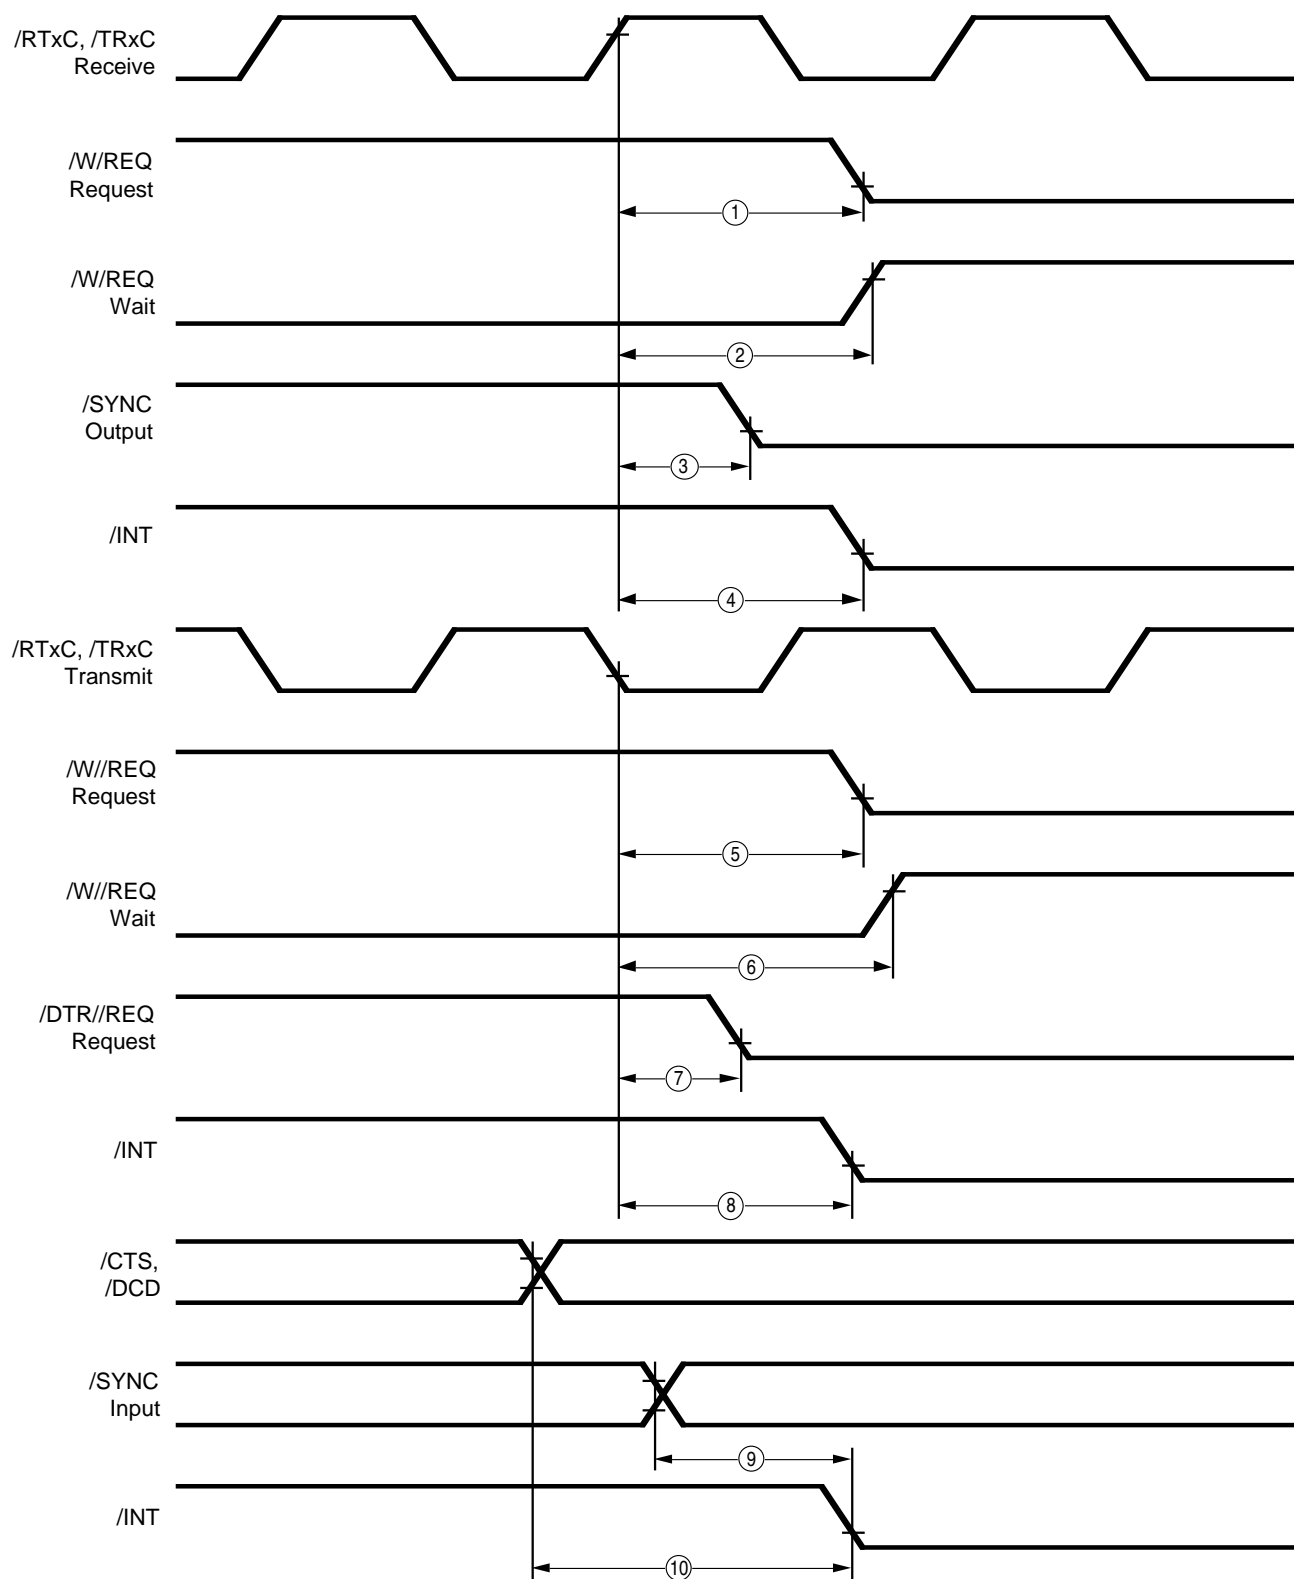 /RTxC, /TRxC
Receive
/W/REQ
Request
1
/W/REQ
Wait
2
/SYNC
Output
3
/INT
4
/RTxC, /TRxC
Transmit
/W//REQ
Request
5
/W//REQ
Wait
6
/DTR//REQ
Request
7
/INT
8
/CTS,
/DCD
/SYNC
Input
9
/INT
10